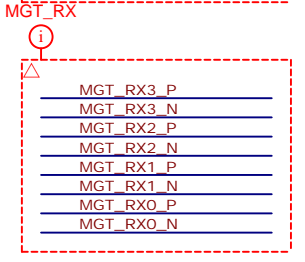 MGT_RX
i
MGT_RX3_P
MGT_RX3_N
MGT_RX2_P
MGT_RX2_N
MGT_RX1_P
MGT_RX1_N
MGT_RX0_P
MGT_RX0_N